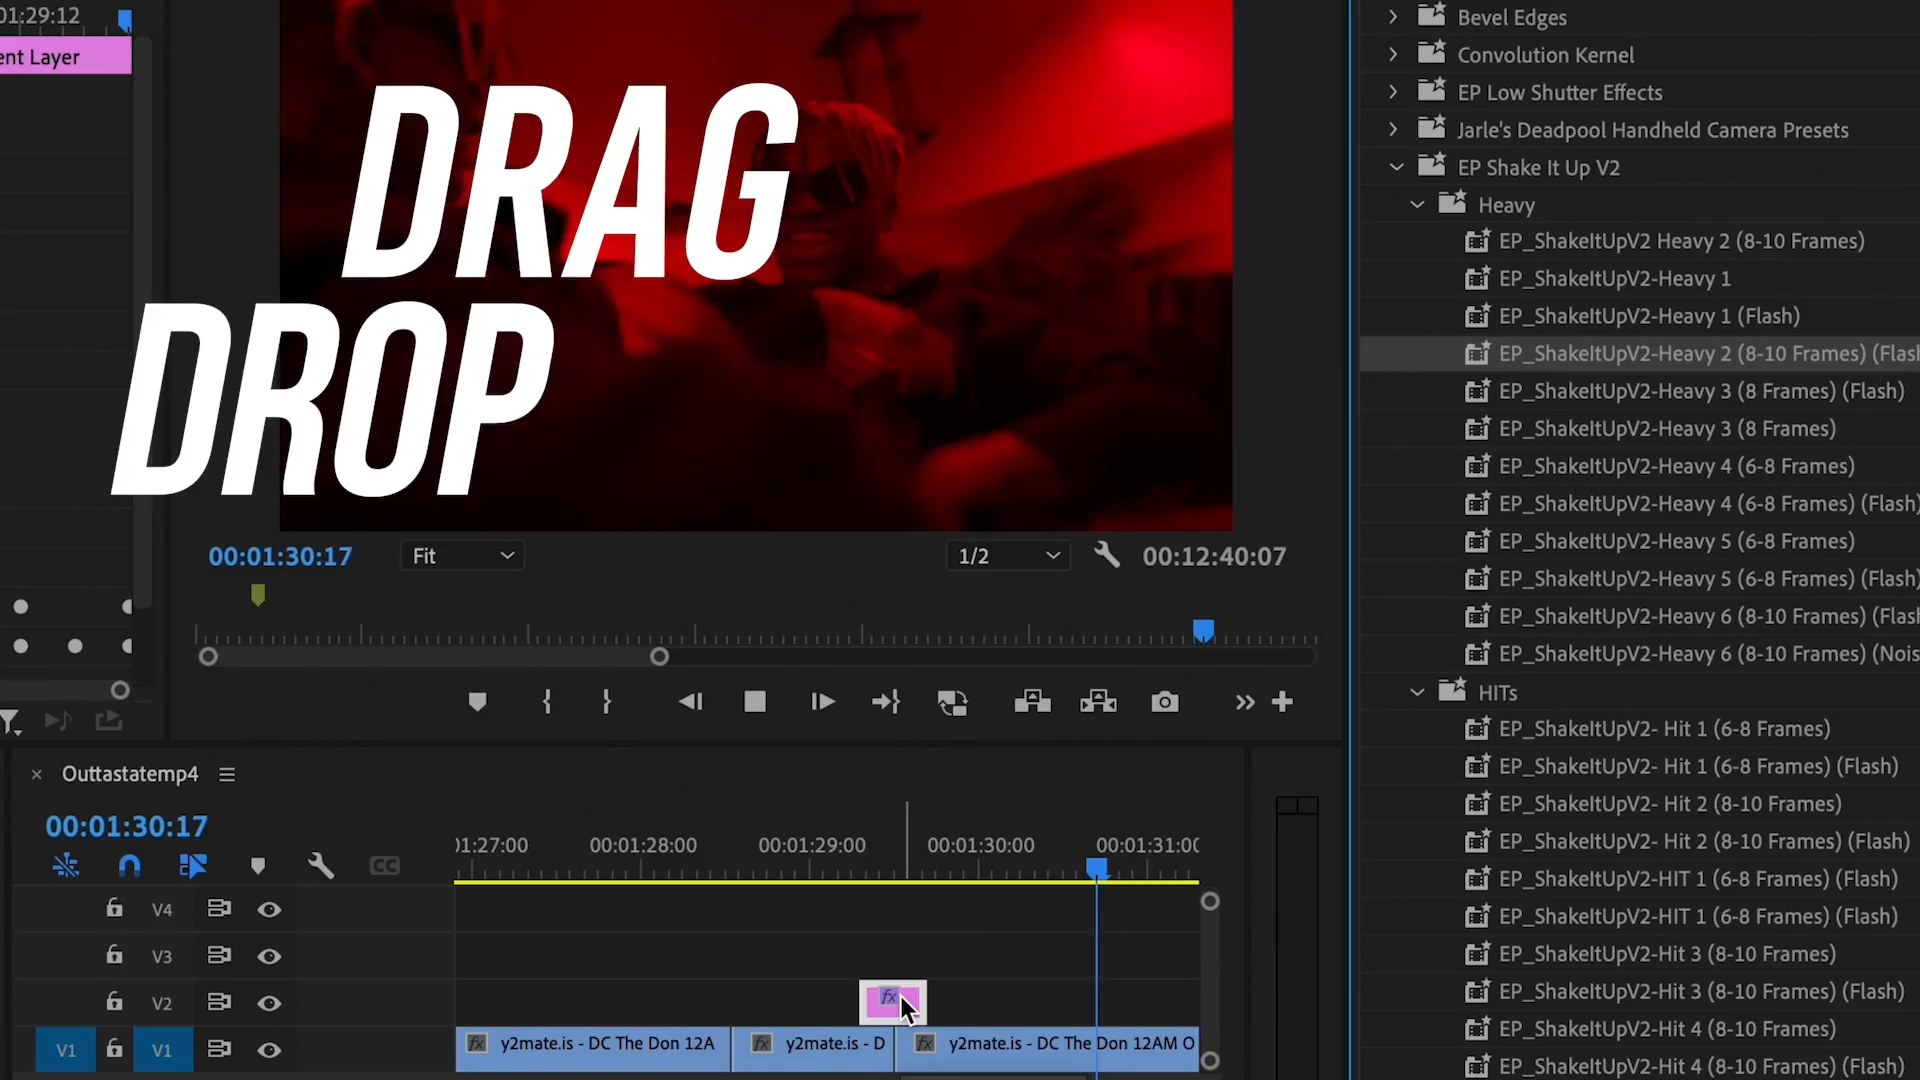 01:29:12
ent Layer
DRAG
DROP
00:01:30:17
Fit
1/2
00:12:40:07
Outtastatemp4
00:01:30:17
CC
01:27:00
00:01:28:00
00:01:29:00
00:01:30:00
00:01:31:00
V4
V3
V2
fx
V1
V1
fx y2mate.is - DC The Don 12A
fx y2mate.is - D
fx y2mate.is - DC The Don 12AM O
Bevel Edges
Convolution Kernel
EP Low Shutter Effects
Jarle's Deadpool Handheld Camera Presets
EP Shake It Up V2
Heavy
EP_ShakeItUpV2 Heavy 2 (8-10 Frames)
EP_ShakeItUpV2-Heavy 1
EP_ShakeItUpV2-Heavy 1 (Flash)
EP_ShakeItUpV2-Heavy 2 (8-10 Frames) (Flash
EP_ShakeItUpV2-Heavy 3 (8 Frames) (Flash)
EP_ShakeItUpV2-Heavy 3 (8 Frames)
EP_ShakeItUpV2-Heavy 4 (6-8 Frames)
EP_ShakeItUpV2-Heavy 4 (6-8 Frames) (Flash)
EP_ShakeItUpV2-Heavy 5 (6-8 Frames)
EP_ShakeItUpV2-Heavy 5 (6-8 Frames) (Flash)
EP_ShakeItUpV2-Heavy 6 (8-10 Frames) (Flash
EP_ShakeItUpV2-Heavy 6 (8-10 Frames) (Nois
HITs
EP_ShakeItUpV2- Hit 1 (6-8 Frames)
EP_ShakeItUpV2- Hit 1 (6-8 Frames) (Flash)
EP_ShakeItUpV2- Hit 2 (8-10 Frames)
EP_ShakeItUpV2- Hit 2 (8-10 Frames) (Flash)
EP_ShakeItUpV2-HIT 1 (6-8 Frames) (Flash)
EP_ShakeItUpV2-HIT 1 (6-8 Frames) (Flash)
EP_ShakeItUpV2-Hit 3 (8-10 Frames)
EP_ShakeItUpV2-Hit 3 (8-10 Frames) (Flash)
EP_ShakeItUpV2-Hit 4 (8-10 Frames)
EP_ShakeItUpV2-Hit 4 (8-10 Frames) (Flash)